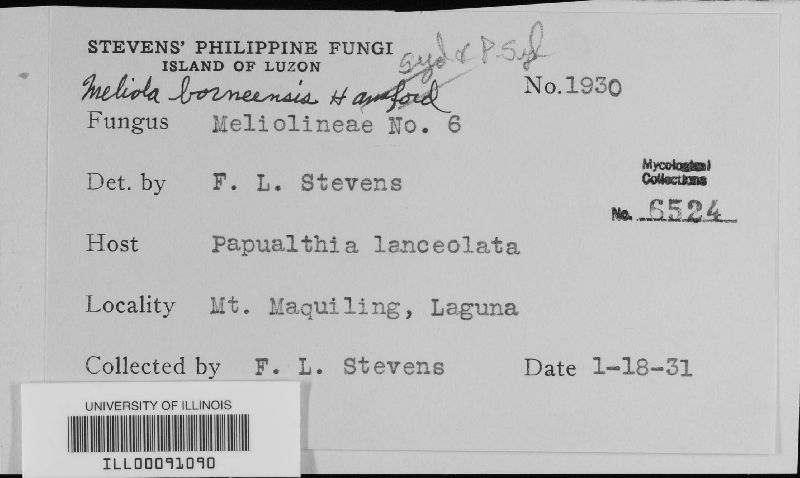 STEVENS' PHILIPPINE FUNGI
ISLAND OF LUZON
Syd & P. Syd
Meliola borneensis Hansford
No. 1930
Fungus Meliolineae No. 6
Det. by F. L. Stevens
Mycological
Collections
No. 6524
Host Papualthia lanceolata
Locality Mt. Maquiling, Laguna
Collected by F. L. Stevens Date 1-18-31
UNIVERSITY OF ILLINOIS
ILL00091090